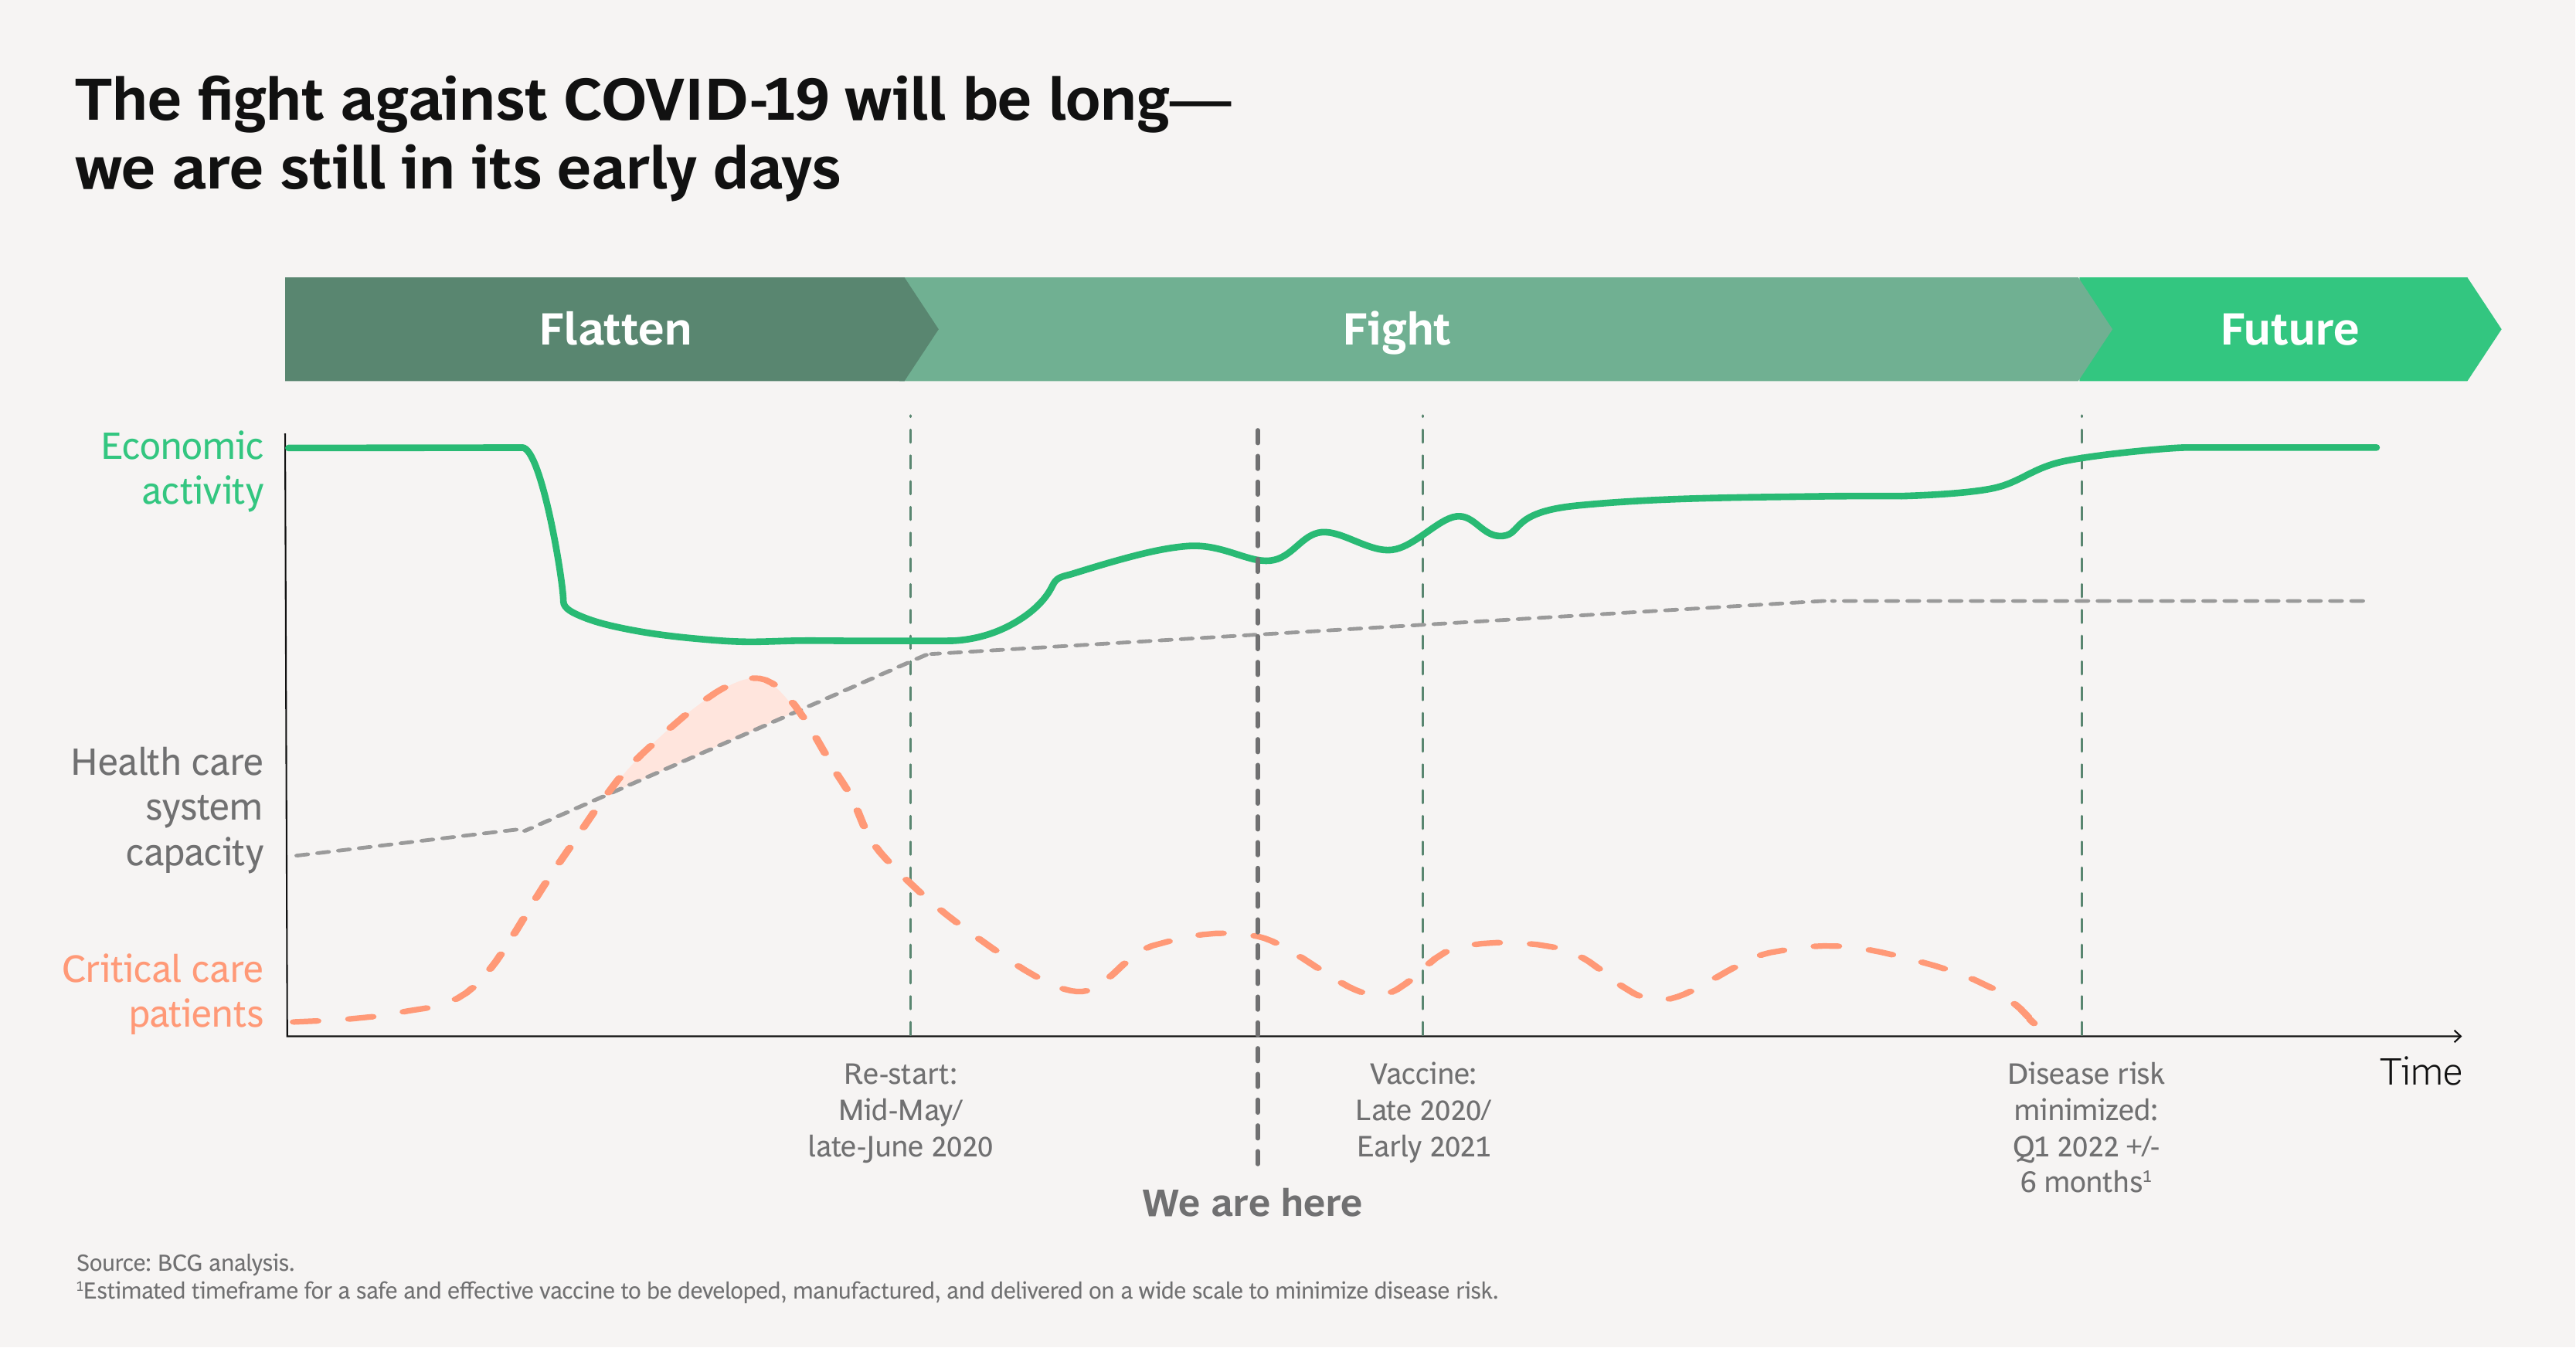 The fight against COVID-19 will be long—
we are still in its early days
Flatten
Fight
Future
Economic
activity
Health care
system
capacity
Critical care
patients
Re-start:
Mid-May/
late-June 2020
We are here
Vaccine:
Late 2020/
Early 2021
Disease risk
minimized:
Q1 2022 +/-
6 months¹
Time
Source: BCG analysis.
¹Estimated timeframe for a safe and effective vaccine to be developed, manufactured, and delivered on a wide scale to minimize disease risk.